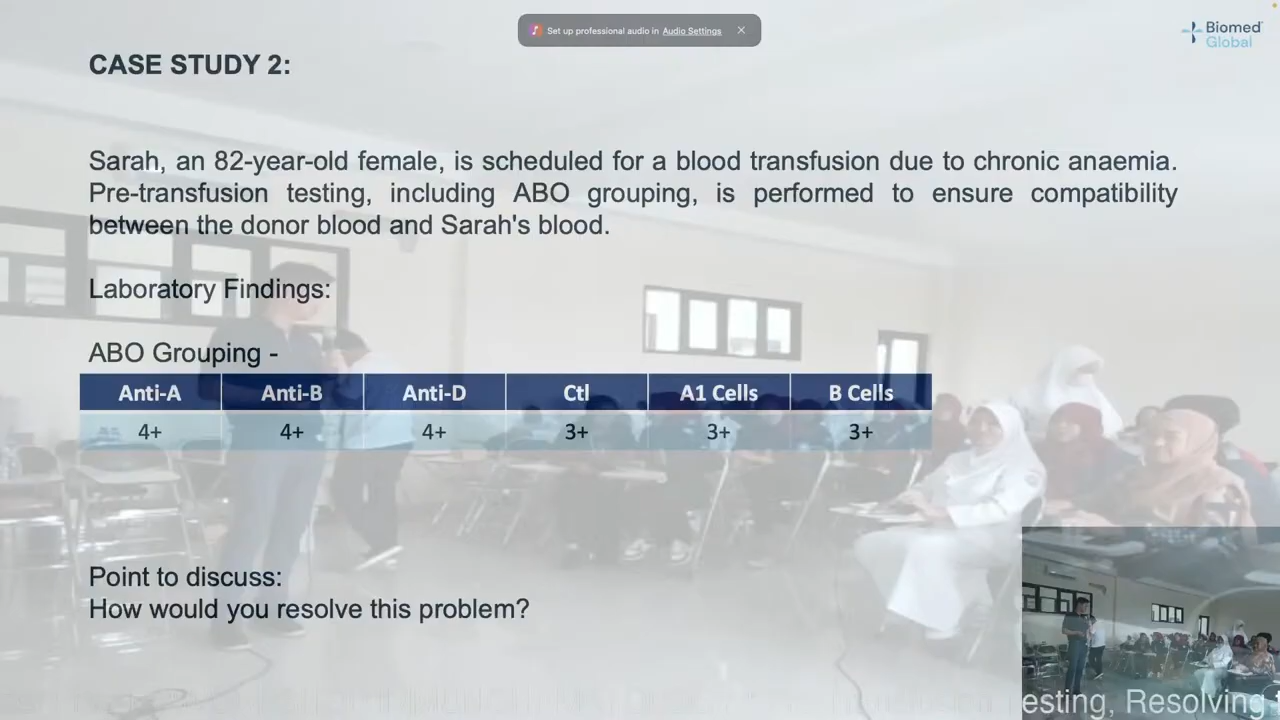 Set up professional audio in Audio Settings
Biomed
Global
CASE STUDY 2:
Sarah, an 82-year-old female, is scheduled for a blood transfusion due to chronic anaemia.
Pre-transfusion testing, including ABO grouping, is performed to ensure compatibility
between the donor blood and Sarah's blood.
Laboratory Findings:
ABO Grouping -
Anti-A Anti-B Anti-D Ctl A1 Cells B Cells
4+ 4+ 4+ 3+ 3+ 3+
Point to discuss:
How would you resolve this problem?
esting, Resolving